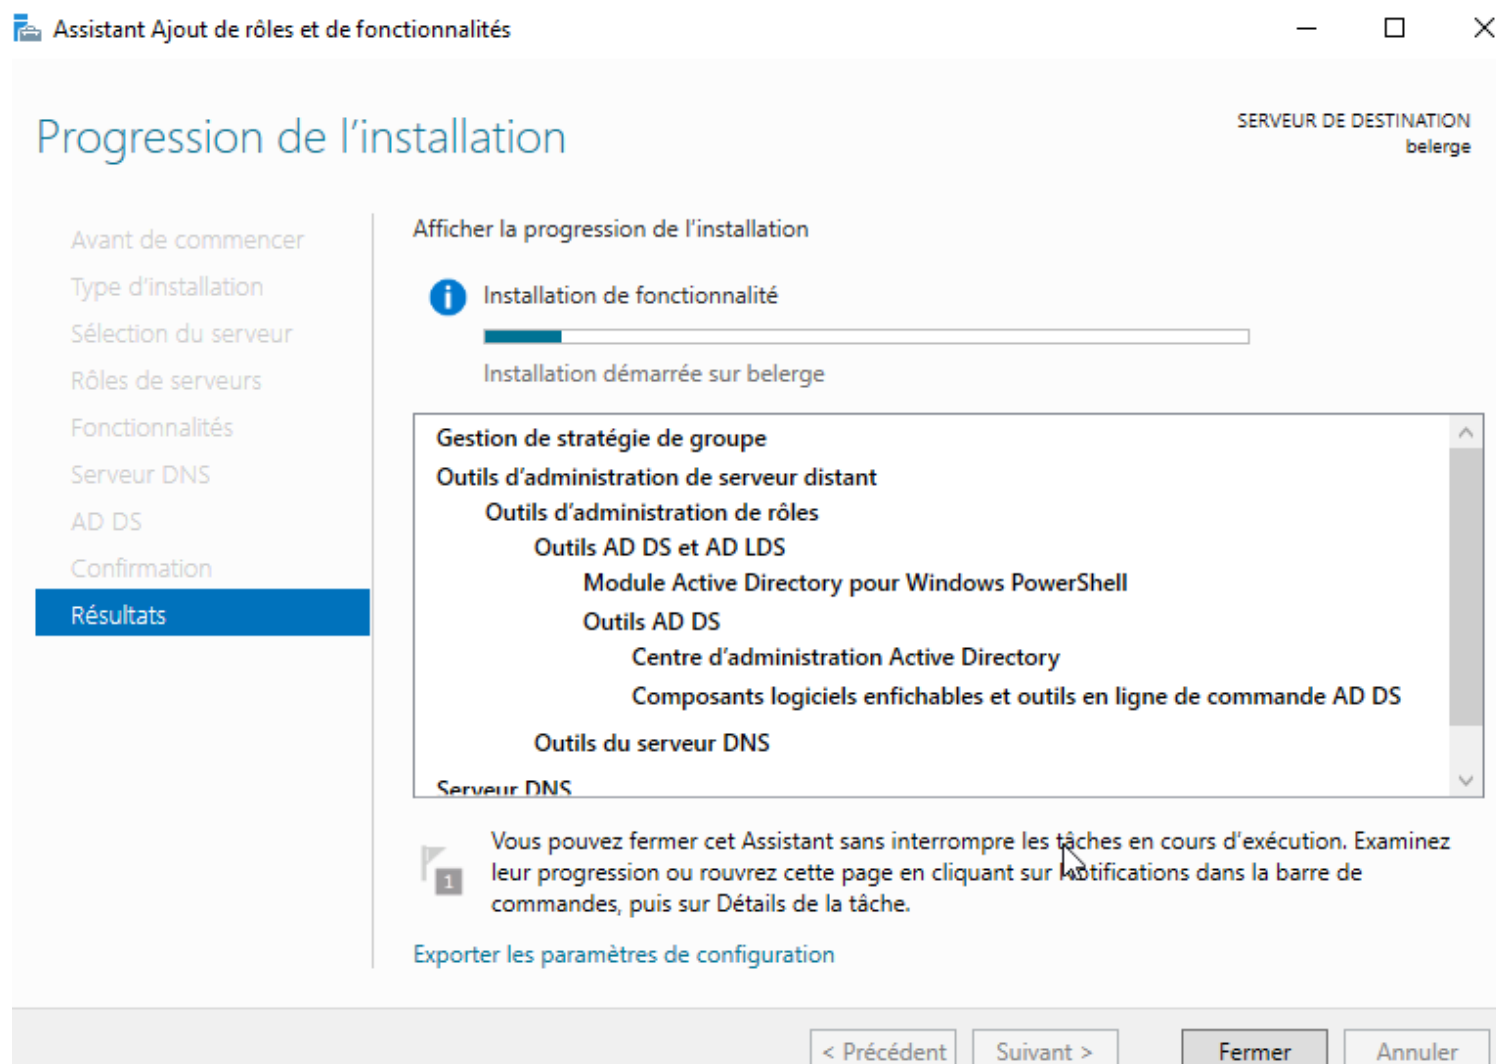 Assistant Ajout de rôles et de fonctionnalités
Progression de l'installation
SERVEUR DE DESTINATION
belerge
Avant de commencer
Type d'installation
Sélection du serveur
Rôles de serveurs
Fonctionnalités
Serveur DNS
AD DS
Confirmation
Résultats
Afficher la progression de l'installation
Installation de fonctionnalité
Installation démarrée sur belerge
Gestion de stratégie de groupe
Outils d'administration de serveur distant
Outils d'administration de rôles
Outils AD DS et AD LDS
Module Active Directory pour Windows PowerShell
Outils AD DS
Centre d'administration Active Directory
Composants logiciels enfichables et outils en ligne de commande AD DS
Outils du serveur DNS
Serveur DNS
1
Vous pouvez fermer cet Assistant sans interrompre les tâches en cours d'exécution. Examinez
leur progression ou rouvrez cette page en cliquant sur Notifications dans la barre de
commandes, puis sur Détails de la tâche.
Exporter les paramètres de configuration
< Précédent
Suivant >
Fermer
Annuler